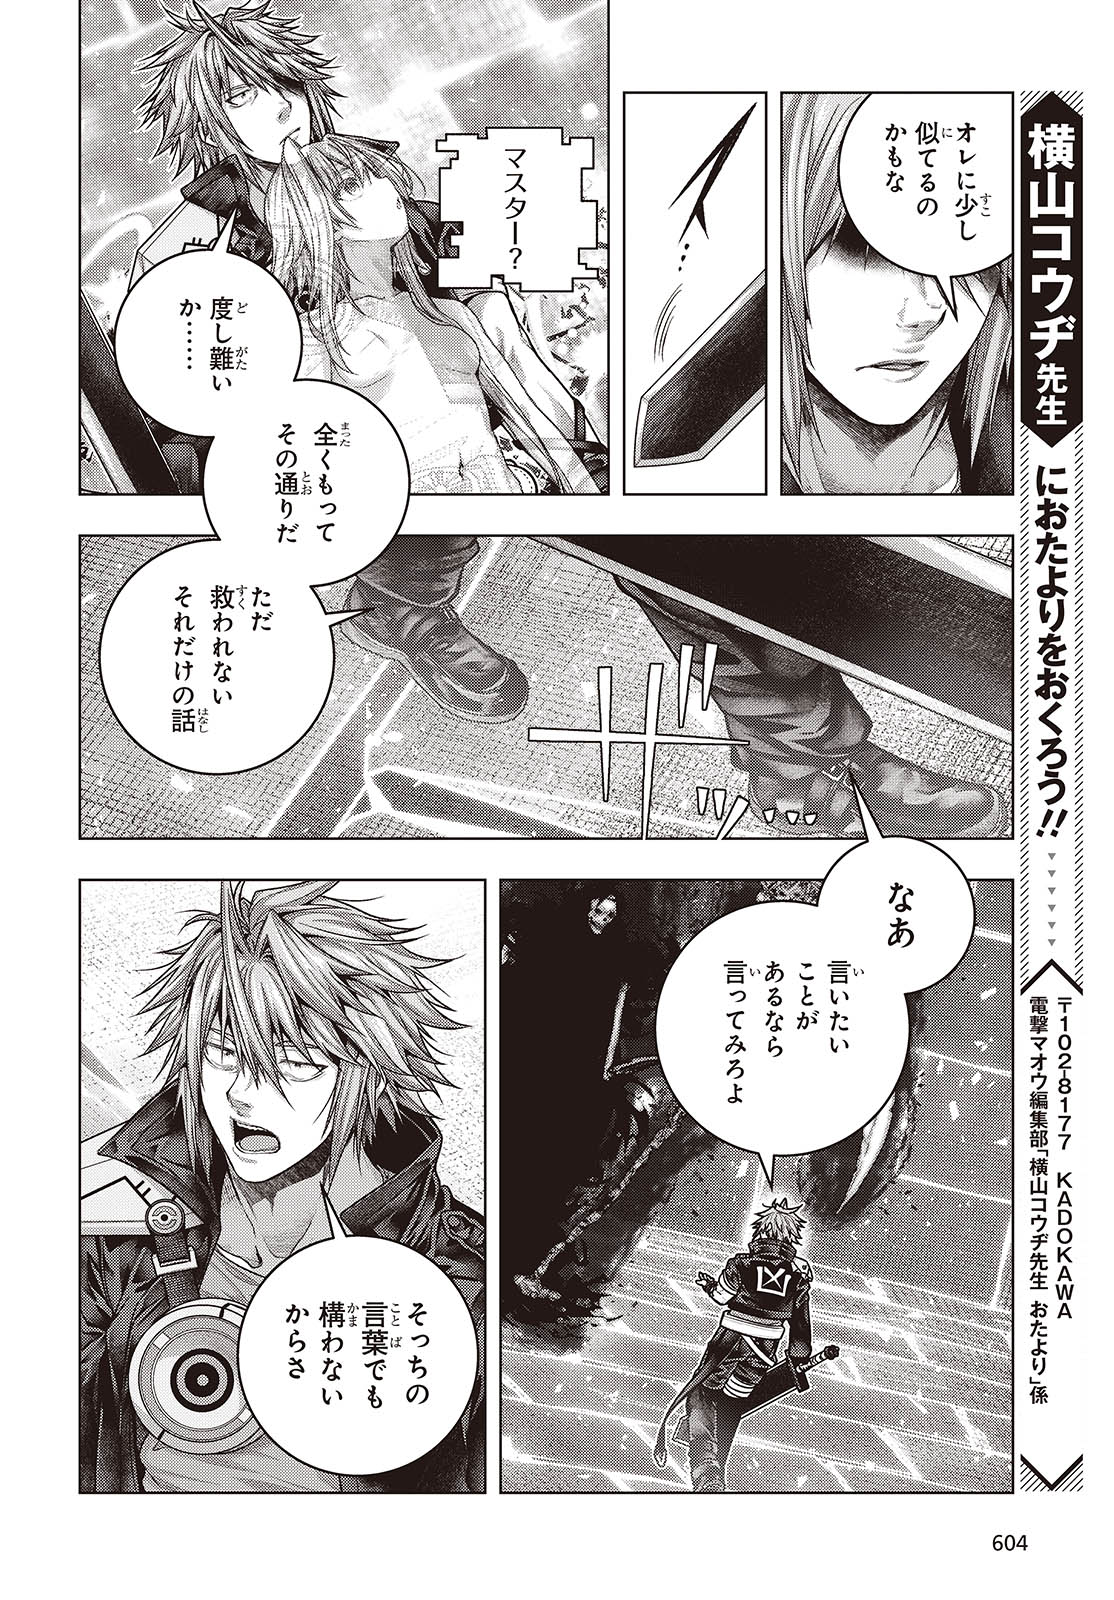 オレに少し
似てるの
かもな
マスター?
度し難い
か……
全くもって
その通りだ
ただ
救われない
それだけの話
なあ
言いたい
ことが
あるなら
言ってみろよ
そっちの
言葉でも
構わない
からさ
横山コウヂ先生におたよりをおくろう!!
〒102-8177 KADOKAWA
電撃マオウ編集部「横山コウヂ先生 おたより」係
604